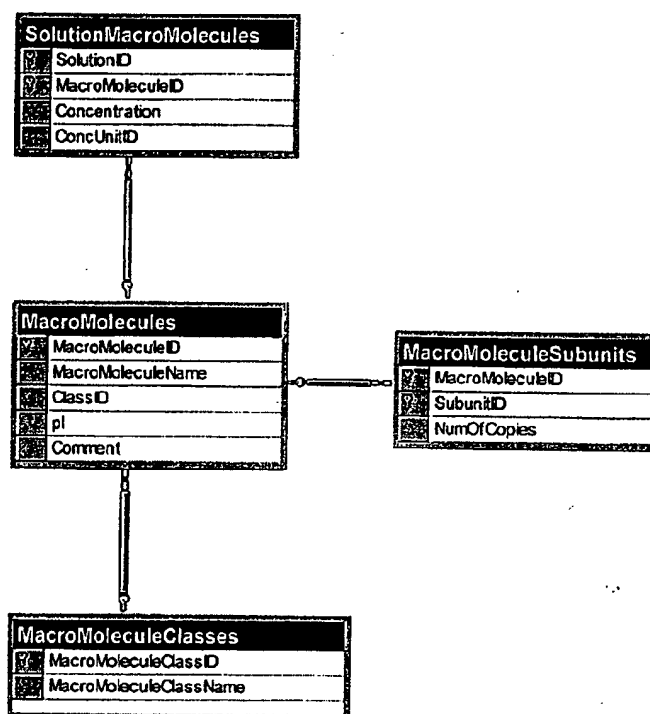 SolutionMacroMolecules
SolutionID
MacroMoleculeID
Concentration
ConcUnitID
MacroMolecules
MacroMoleculeID
MacroMoleculeName
ClassID
pI
Comment
MacroMoleculeSubunits
MacroMoleculeID
SubunitID
NumOfCopies
MacroMoleculeClasses
MacroMoleculeClassID
MacroMoleculeClassName